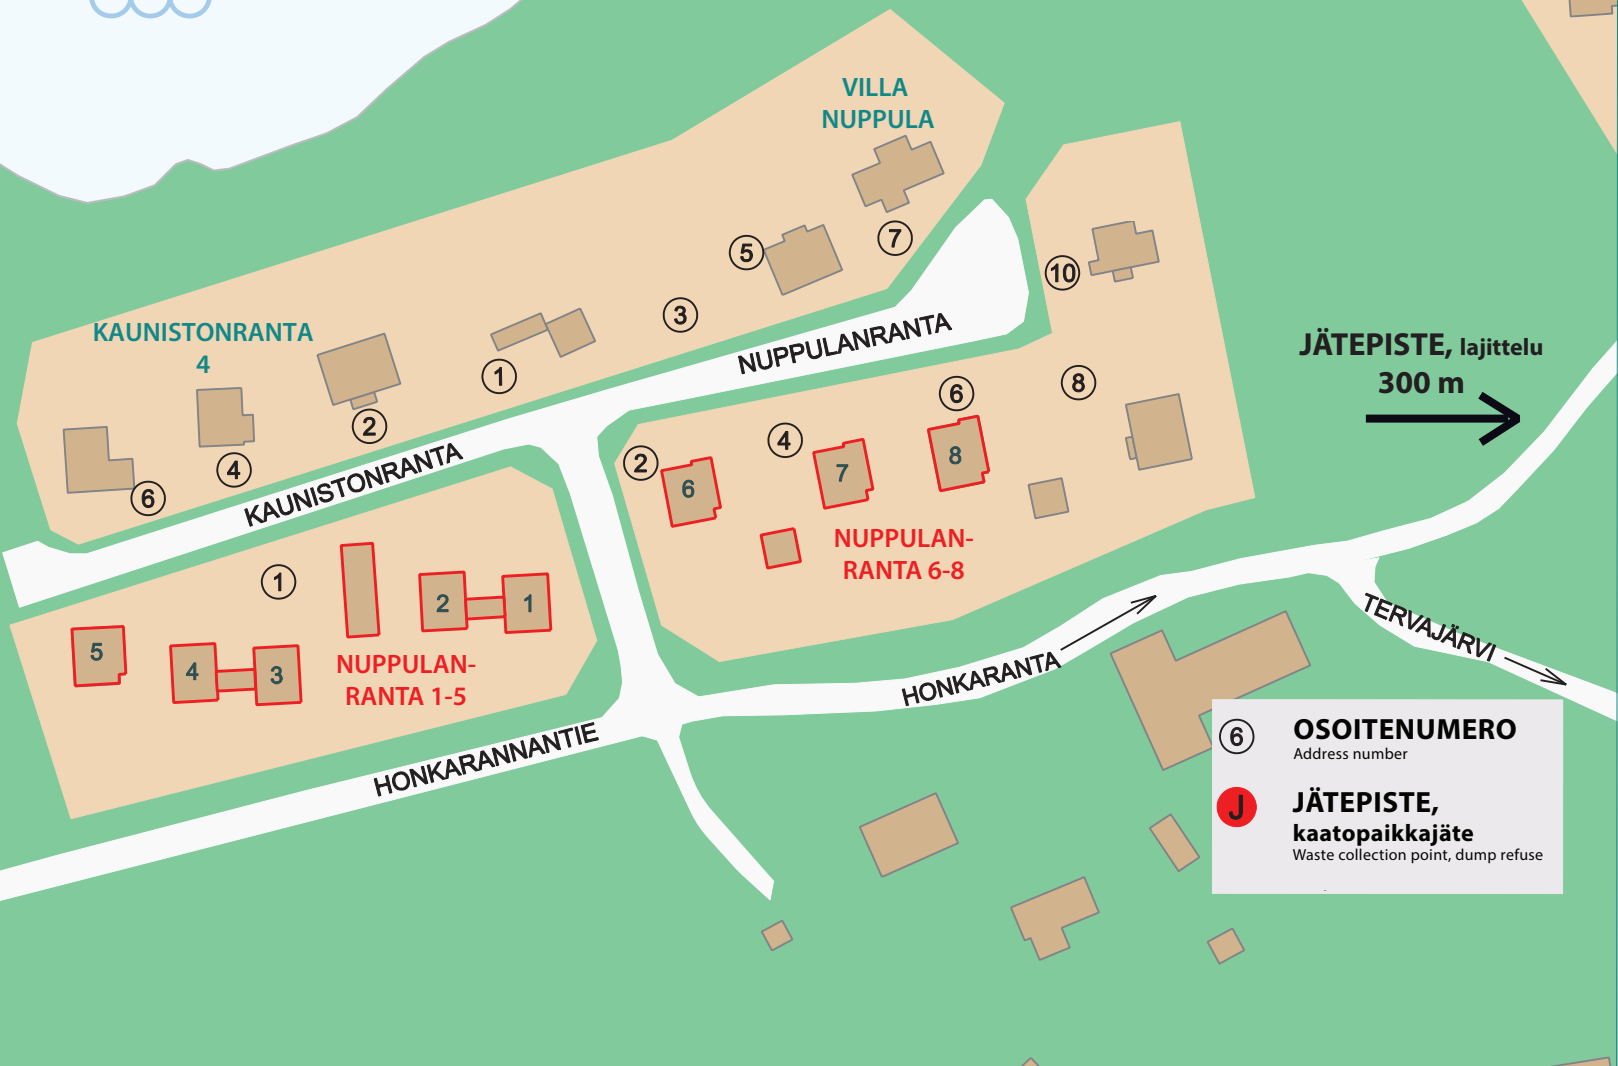 VILLA
NUPPULA
5
7
10
3
KAUNISTONRANTA
4
NUPPULANRANTA
JÄTEPISTE, lajittelu
300 m
1
8
6
2
4
4
2
6
KAUNISTONRANTA
6
7
8
NUPPULAN-
RANTA 6-8
1
2
1
5
4
3
NUPPULAN-
RANTA 1-5
HONKARANTA
TERVAJÄRVI
HONKARANNANTIE
6
OSOITENUMERO
Address number
J
JÄTEPISTE,
kaatopaikkajäte
Waste collection point, dump refuse